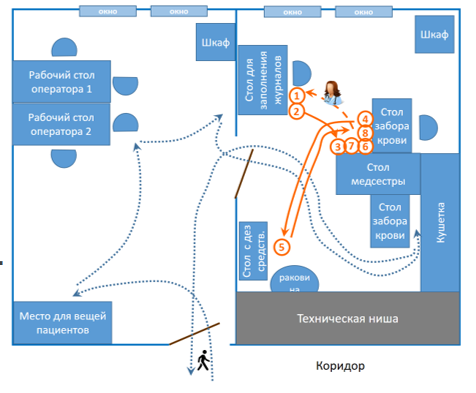 окно
окно
окно
окно
Шкаф
Шкаф
Рабочий стол
оператора 1
Рабочий стол
оператора 2
Стол для
заполнения
журналов
1
2
3
4
8
7
6
Стол
забора
крови
Стол
медсестры
Стол
забора
крови
Кушетка
Стол с дез
средств.
5
ракови
на
Место для вещей
пациентов
Техническая ниша
Коридор